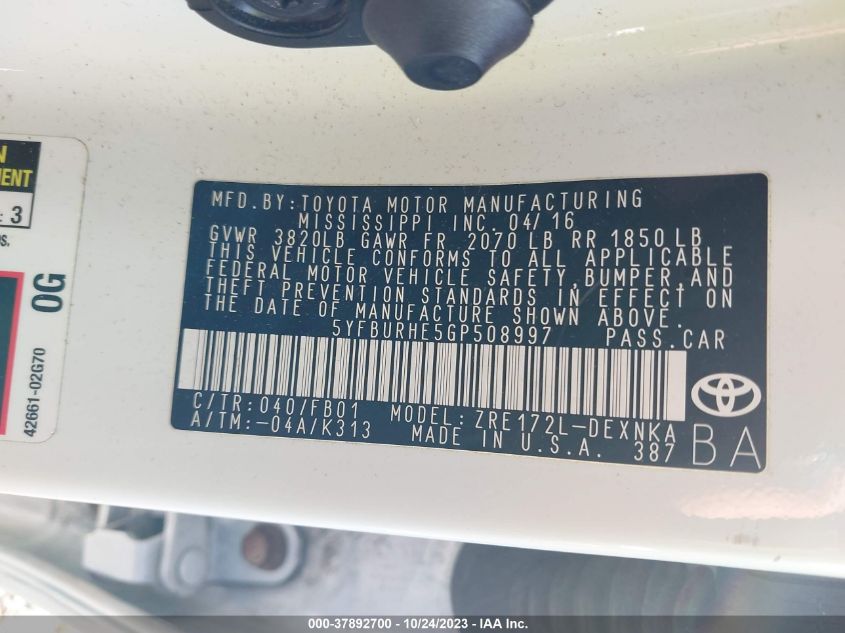 MFD.BY:TOYOTA MOTOR MANUFACTURING
MISSISSIPPI INC. 04/16
GVWR 3820LB GAWR FR 2070 LB RR 1850LB
THIS VEHICLE CONFORMS TO ALL APPLICABLE
FEDERAL MOTOR VEHICLE SAFETY,BUMPER,AND
THEFT PREVENTION STANDARDS IN EFFECT ON
THE DATE OF MANUFACTURE SHOWN ABOVE.
5YFBURHE5GP508997 PASS.CAR
C/TR:040/FB01 MODEL:ZRE172L-DEXNKA
A/TM:-04A/K313 MADE IN U.S.A. 387
BA
3
0G
42661-02G70
000-37892700 - 10/24/2023 - IAA Inc.